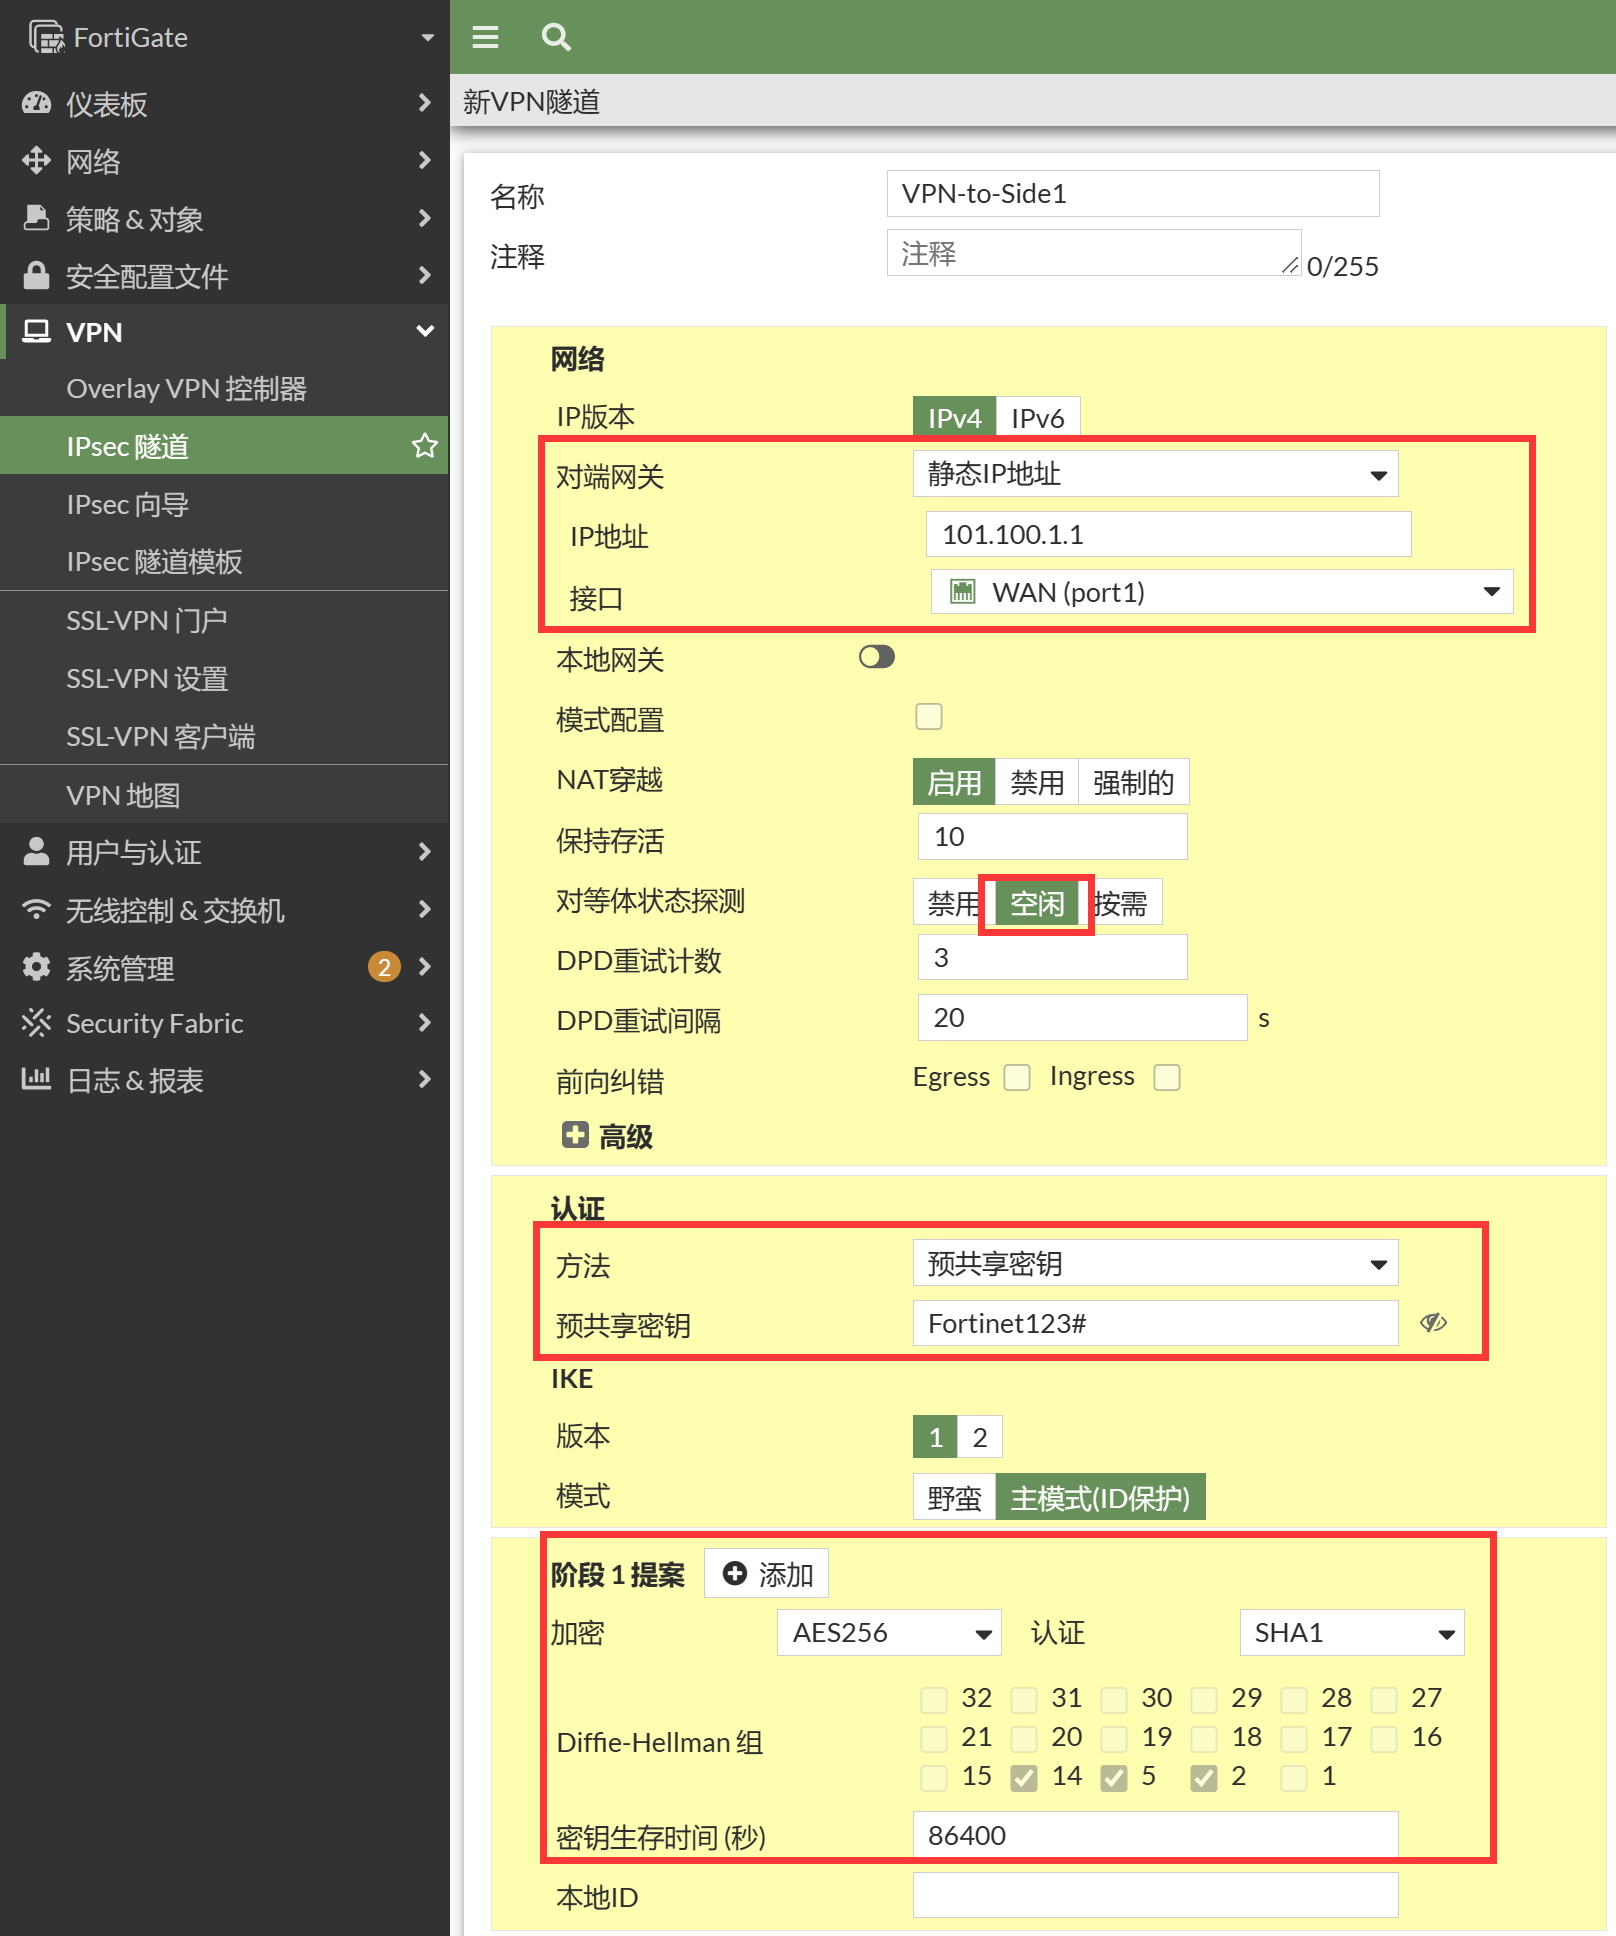 FortiGate
仪表板
网络
策略 & 对象
安全配置文件
VPN
Overlay VPN 控制器
IPsec 隧道
IPsec 向导
IPsec 隧道模板
SSL-VPN 门户
SSL-VPN 设置
SSL-VPN 客户端
VPN 地图
用户与认证
无线控制 & 交换机
系统管理 2
Security Fabric
日志 & 报表
新VPN隧道
名称 VPN-to-Side1
注释 注释 0/255
网络
IP版本 IPv4 IPv6
对端网关 静态IP地址
IP地址 101.100.1.1
接口 WAN (port1)
本地网关
模式配置
NAT穿越 启用 禁用 强制的
保持存活 10
对等体状态探测 禁用 空闲 按需
DPD重试计数 3
DPD重试间隔 20 s
前向纠错 Egress Ingress
高级
认证
方法 预共享密钥
预共享密钥 Fortinet123#
IKE
版本 1 2
模式 野蛮 主模式(ID保护)
阶段 1 提案 添加
加密 AES256 认证 SHA1
32 31 30 29 28 27
Diffie-Hellman 组 21 20 19 18 17 16
15 14 5 2 1
密钥生存时间 (秒) 86400
本地ID